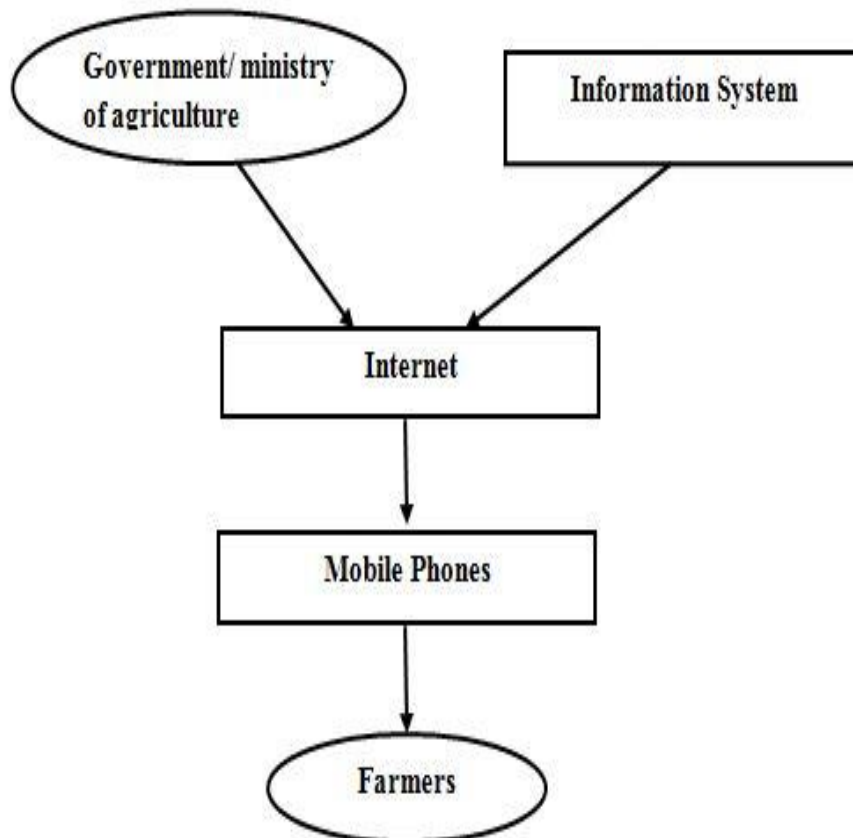 Government/ ministry
of agriculture
Information System
Internet
Mobile Phones
Farmers